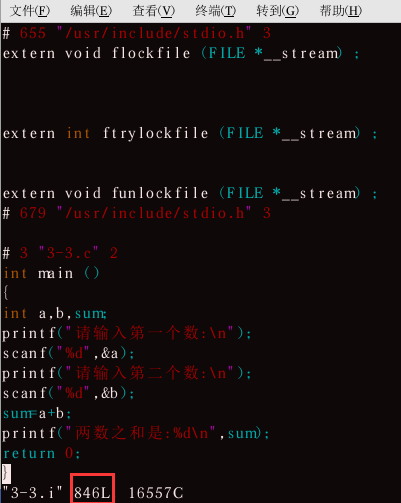 文件(F) 编辑(E) 查看(V) 终端(T) 转到(G) 帮助(H)
# 655 "/usr/include/stdio.h" 3
extern void flockfile (FILE *__stream) ;
extern int ftrylockfile (FILE *__stream) ;
extern void funlockfile (FILE *__stream) ;
# 679 "/usr/include/stdio.h" 3
# 3 "3-3.c" 2
int main ()
{
int a,b,sum;
printf("请输入第一个数:\n");
scanf("%d",&a);
printf("请输入第二个数:\n");
scanf("%d",&b);
sum=a+b;
printf("两数之和是:%d\n",sum);
return 0;
}
"3-3.i" 846L 16557C